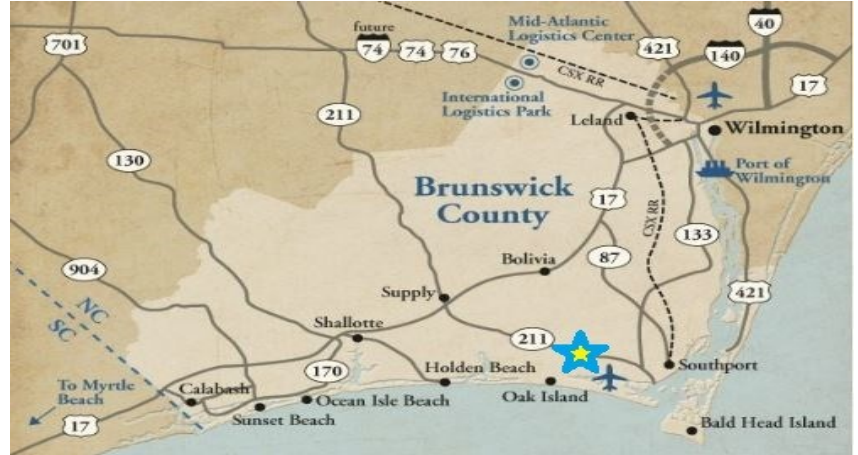 future
74
74
76
701
Mid-Atlantic
Logistics Center
421
40
140
17
CSX RR
International
Logistics Park
211
Leland
Wilmington
Port of
Wilmington
130
Brunswick
County
17
CSX RR
133
87
904
Bolivia
421
NC
SC
Supply
Shallotte
211
170
Holden Beach
Southport
To Myrtle
Beach
Calabash
Oak Island
Ocean Isle Beach
Sunset Beach
17
Bald Head Island